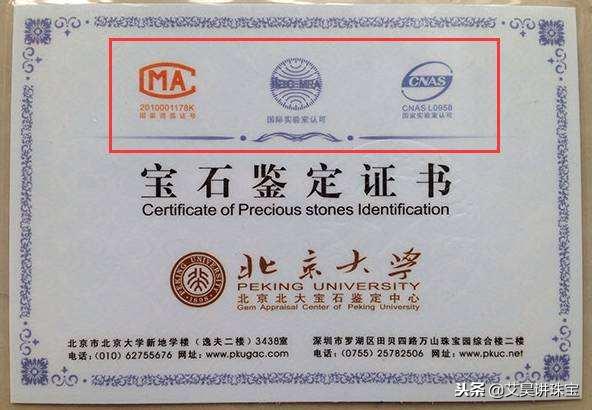 MA
2010001178K
国家资质证号
ilac-MRA
国际实验室认可
CNAS
CNAS L0958
国家实验室认可
宝石鉴定证书
Certificate of Precious stones Identification
PEKING UNIVERSITY
1898
北京大学
PEKING UNIVERSITY
北京北大宝石鉴定中心
Gem Appraisal Center of Peking University
北京市北京大学新地学楼（逸夫二楼）3438室
电话：（010）62755676 网址：www.pkugac.com
深圳市罗湖区田贝四路万山珠宝园综合楼二楼
电话：（0755）25782506 网址：www.pkuc.net
头条 @艾昊讲珠宝